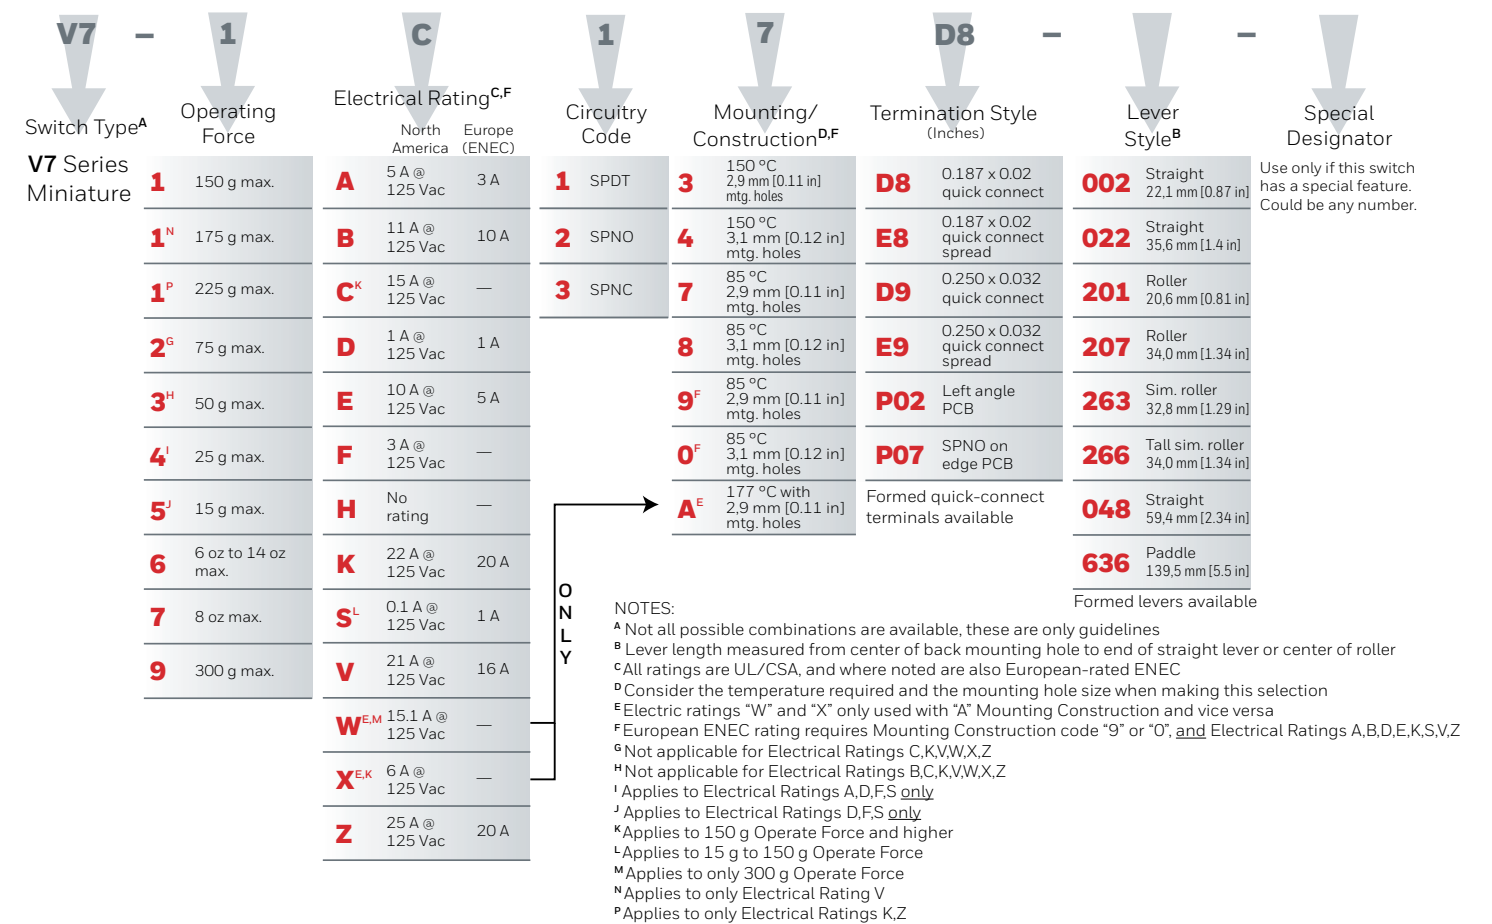 V7 – 1 C 1 7 D8 – –
Switch Type^A
V7 Series
Miniature
Operating
Force
1 150 g max.
1^N 175 g max.
1^P 225 g max.
2^G 75 g max.
3^H 50 g max.
4^I 25 g max.
5^J 15 g max.
6 6 oz to 14 oz
max.
7 8 oz max.
9 300 g max.
Electrical Rating^C,F
North Europe
America (ENEC)
A 5 A @ 3 A
125 Vac
B 11 A @ 10 A
125 Vac
C^K 15 A @ —
125 Vac
D 1 A @ 1 A
125 Vac
E 10 A @ 5 A
125 Vac
F 3 A @ —
125 Vac
H No —
rating
K 22 A @ 20 A
125 Vac
S^L 0.1 A @ 1 A
125 Vac
V 21 A @ 16 A
125 Vac
W^E,M 15.1 A @ —
125 Vac
X^E,K 6 A @ —
125 Vac
Z 25 A @ 20 A
125 Vac
O
N
L
Y
Circuitry
Code
1 SPDT
2 SPNO
3 SPNC
Mounting/
Construction^D,F
3 150 °C
2,9 mm [0.11 in]
mtg. holes
4 150 °C
3,1 mm [0.12 in]
mtg. holes
7 85 °C
2,9 mm [0.11 in]
mtg. holes
8 85 °C
3,1 mm [0.12 in]
mtg. holes
9^F 85 °C
2,9 mm [0.11 in]
mtg. holes
0^F 85 °C
3,1 mm [0.12 in]
mtg. holes
A^E 177 °C with
2,9 mm [0.11 in]
mtg. holes
Termination Style
(Inches)
D8 0.187 x 0.02
quick connect
E8 0.187 x 0.02
quick connect
spread
D9 0.250 x 0.032
quick connect
E9 0.250 x 0.032
quick connect
spread
P02 Left angle
PCB
P07 SPNO on
edge PCB
Formed quick-connect
terminals available
Lever
Style^B
002 Straight
22,1 mm [0.87 in]
022 Straight
35,6 mm [1.4 in]
201 Roller
20,6 mm [0.81 in]
207 Roller
34,0 mm [1.34 in]
263 Sim. roller
32,8 mm [1.29 in]
266 Tall sim. roller
34,0 mm [1.34 in]
048 Straight
59,4 mm [2.34 in]
636 Paddle
139,5 mm [5.5 in]
Formed levers available
Special
Designator
Use only if this switch
has a special feature.
Could be any number.
NOTES:
^A Not all possible combinations are available, these are only guidelines
^B Lever length measured from center of back mounting hole to end of straight lever or center of roller
^C All ratings are UL/CSA, and where noted are also European-rated ENEC
^D Consider the temperature required and the mounting hole size when making this selection
^E Electric ratings “W” and “X” only used with “A” Mounting Construction and vice versa
^F European ENEC rating requires Mounting Construction code “9” or “0”, and Electrical Ratings A,B,D,E,K,S,V,Z
^G Not applicable for Electrical Ratings C,K,V,W,X,Z
^H Not applicable for Electrical Ratings B,C,K,V,W,X,Z
^I Applies to Electrical Ratings A,D,F,S only
^J Applies to Electrical Ratings D,F,S only
^K Applies to 150 g Operate Force and higher
^L Applies to 15 g to 150 g Operate Force
^M Applies to only 300 g Operate Force
^N Applies to only Electrical Rating V
^P Applies to only Electrical Ratings K,Z